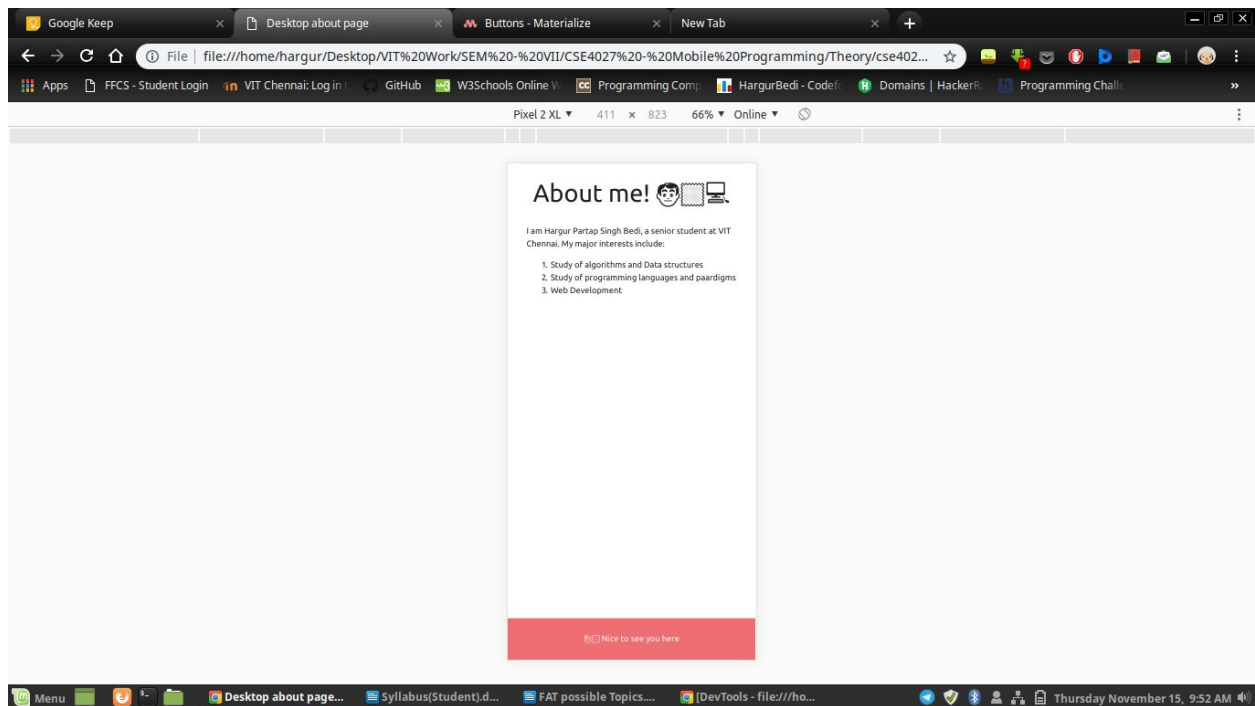 Google Keep
Desktop about page
Buttons - Materialize
New Tab
File | file:///home/hargur/Desktop/VIT%20Work/SEM%20-%20VII/CSE4027%20-%20Mobile%20Programming/Theory/cse402...
Apps FFCS - Student Login VIT Chennai: Log in t GitHub W3Schools Online W Programming Comp HargurBedi - Codefo Domains | HackerR Programming Challe »
Pixel 2 XL ▼ 411 × 823 66% ▼ Online ▼
About me! 
I am Hargur Partap Singh Bedi, a senior student at VIT
Chennai. My major interests include:
1. Study of algorithms and Data structures
2. Study of programming languages and paardigms
3. Web Development
Nice to see you here
Menu Desktop about page... Syllabus(Student).d... FAT possible Topics.... [DevTools - file:///ho... Thursday November 15, 9:52 AM